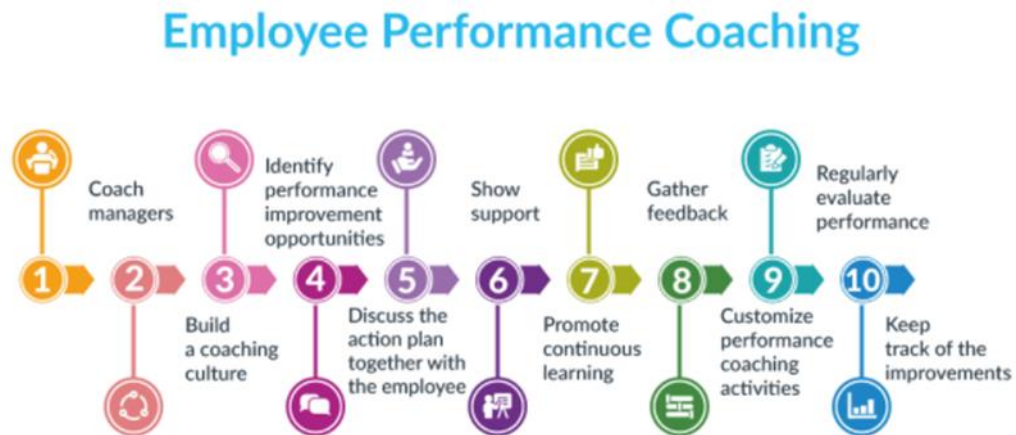 Employee Performance Coaching
1
Coach
managers
2
Build
a coaching
culture
3
Identify
performance
improvement
opportunities
4
Discuss the
action plan
together with
the employee
5
Show
support
6
Promote
continuous
learning
7
Gather
feedback
8
Customize
performance
coaching
activities
9
Regularly
evaluate
performance
10
Keep
track of the
improvements